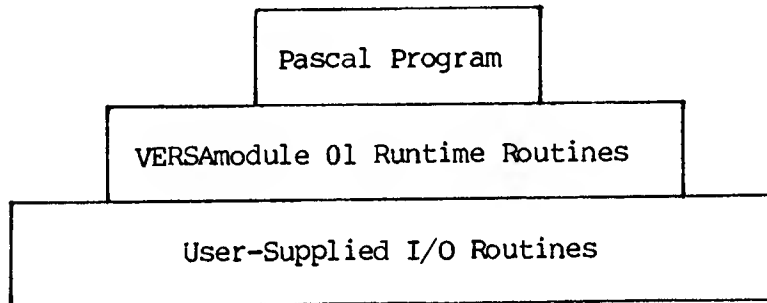 Pascal Program
VERSAmodule 01 Runtime Routines
User-Supplied I/O Routines